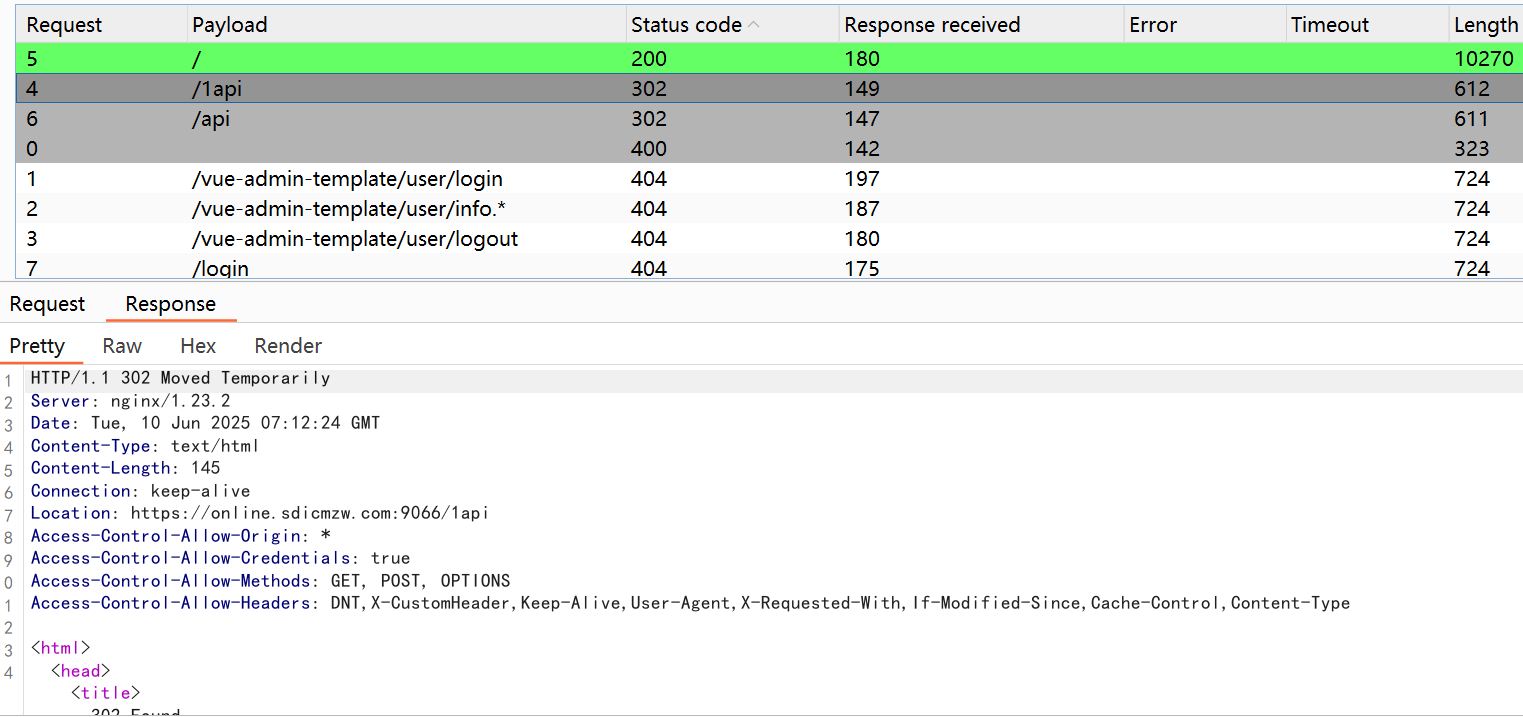 Request Payload Status code Response received Error Timeout Length
5 / 200 180 10270
4 /1api 302 149 612
6 /api 302 147 611
0 400 142 323
1 /vue-admin-template/user/login 404 197 724
2 /vue-admin-template/user/info.* 404 187 724
3 /vue-admin-template/user/logout 404 180 724
7 /login 404 175 724
Request Response
Pretty Raw Hex Render
1 HTTP/1.1 302 Moved Temporarily
2 Server: nginx/1.23.2
3 Date: Tue, 10 Jun 2025 07:12:24 GMT
4 Content-Type: text/html
5 Content-Length: 145
6 Connection: keep-alive
7 Location: https://online.sdicmzw.com:9066/1api
8 Access-Control-Allow-Origin: *
9 Access-Control-Allow-Credentials: true
0 Access-Control-Allow-Methods: GET, POST, OPTIONS
1 Access-Control-Allow-Headers: DNT,X-CustomHeader,Keep-Alive,User-Agent,X-Requested-With,If-Modified-Since,Cache-Control,Content-Type
2
3 <html>
4 <head>
<title>
302 Found